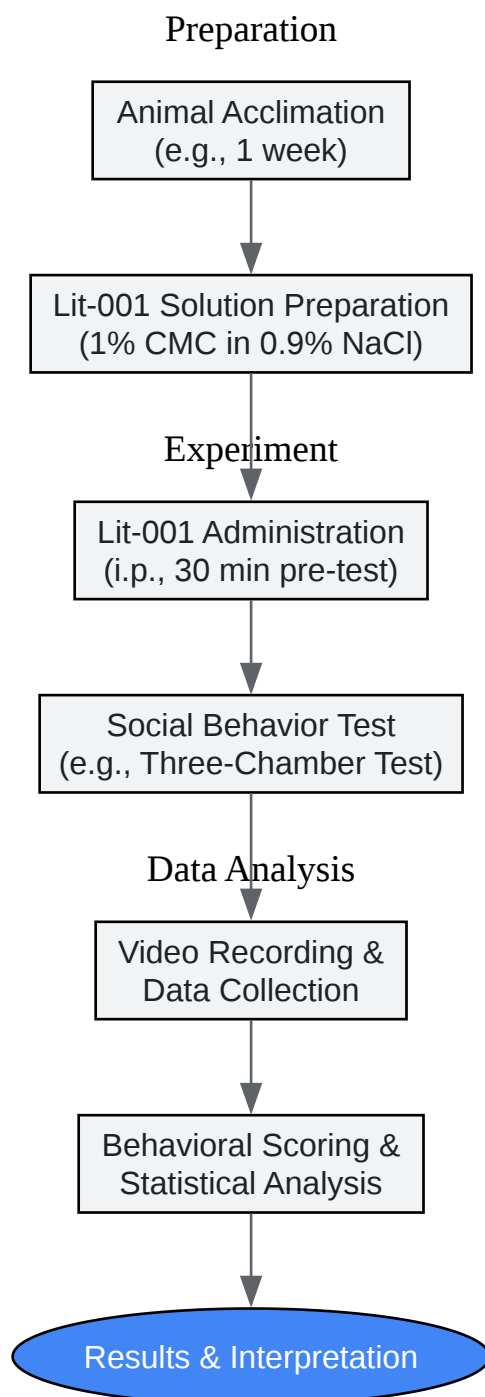 Preparation
Animal Acclimation
(e.g., 1 week)
Lit-001 Solution Preparation
(1% CMC in 0.9% NaCl)
Experiment
Lit-001 Administration
(i.p., 30 min pre-test)
Social Behavior Test
(e.g., Three-Chamber Test)
Data Analysis
Video Recording &
Data Collection
Behavioral Scoring &
Statistical Analysis
Results & Interpretation